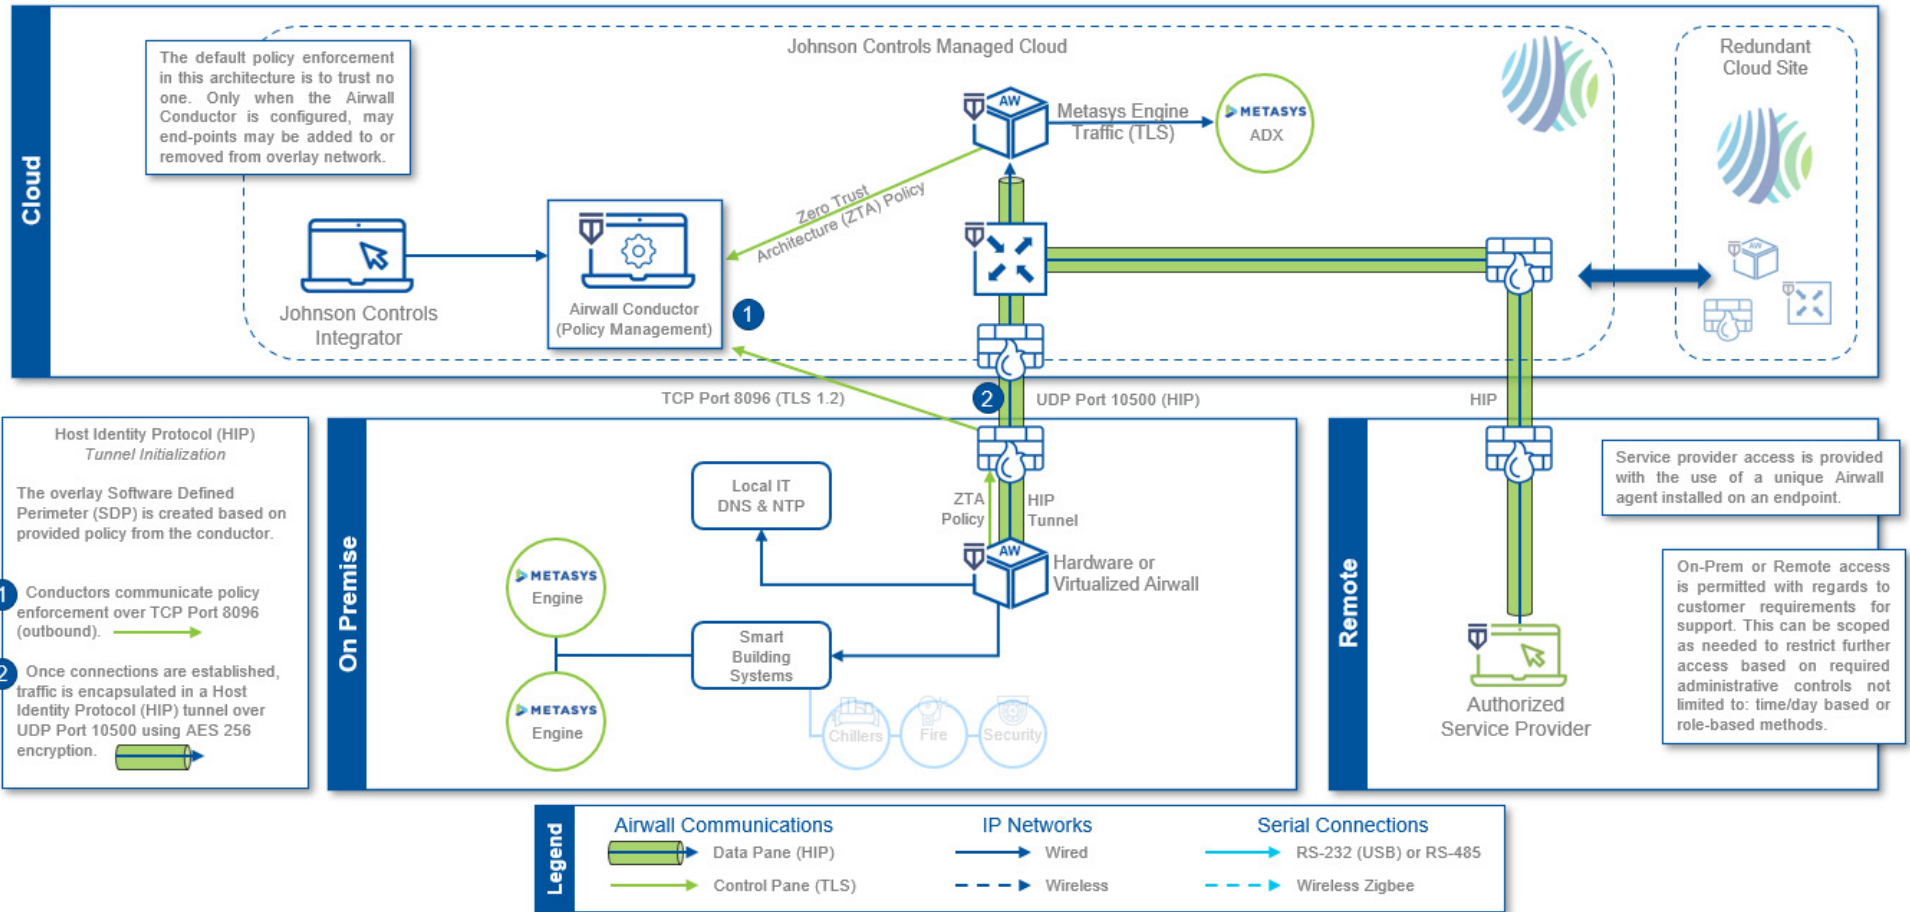 Cloud
The default policy enforcement
in this architecture is to trust no
one. Only when the Airwall
Conductor is configured, may
end-points may be added to or
removed from overlay network.
Johnson Controls Managed Cloud
Redundant
Cloud Site
AW
Metasys Engine
Traffic (TLS)
METASYS
ADX
Zero Trust
Architecture (ZTA) Policy
Johnson Controls
Integrator
Airwall Conductor
(Policy Management)
1
AW
TCP Port 8096 (TLS 1.2)
2
UDP Port 10500 (HIP)
HIP
Host Identity Protocol (HIP)
Tunnel Initialization
The overlay Software Defined
Perimeter (SDP) is created based on
provided policy from the conductor.
1
Conductors communicate policy
enforcement over TCP Port 8096
(outbound).
2
Once connections are established,
traffic is encapsulated in a Host
Identity Protocol (HIP) tunnel over
UDP Port 10500 using AES 256
encryption.
On Premise
Local IT
DNS & NTP
ZTA
Policy
HIP
Tunnel
AW
Hardware or
Virtualized Airwall
METASYS
Engine
Smart
Building
Systems
METASYS
Engine
Chillers
Fire
Security
Remote
Service provider access is provided
with the use of a unique Airwall
agent installed on an endpoint.
On-Prem or Remote access
is permitted with regards to
customer requirements for
support. This can be scoped
as needed to restrict further
access based on required
administrative controls not
limited to: time/day based or
role-based methods.
Authorized
Service Provider
Legend
Airwall Communications
Data Pane (HIP)
Control Pane (TLS)
IP Networks
Wired
Wireless
Serial Connections
RS-232 (USB) or RS-485
Wireless Zigbee